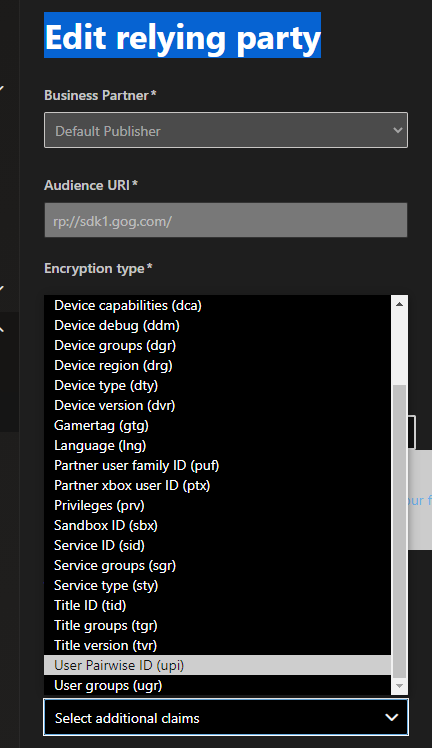 Edit relying party
Business Partner*
Default Publisher
Audience URI*
rp://sdk1.gog.com/
Encryption type*
Device capabilities (dca)
Device debug (ddm)
Device groups (dgr)
Device region (drg)
Device type (dty)
Device version (dvr)
Gamertag (gtg)
Language (lng)
Partner user family ID (puf)
Partner xbox user ID (ptx)
Privileges (prv)
Sandbox ID (sbx)
Service ID (sid)
Service groups (sgr)
Service type (sty)
Title ID (tid)
Title groups (tgr)
Title version (tvr)
User Pairwise ID (upi)
User groups (ugr)
Select additional claims